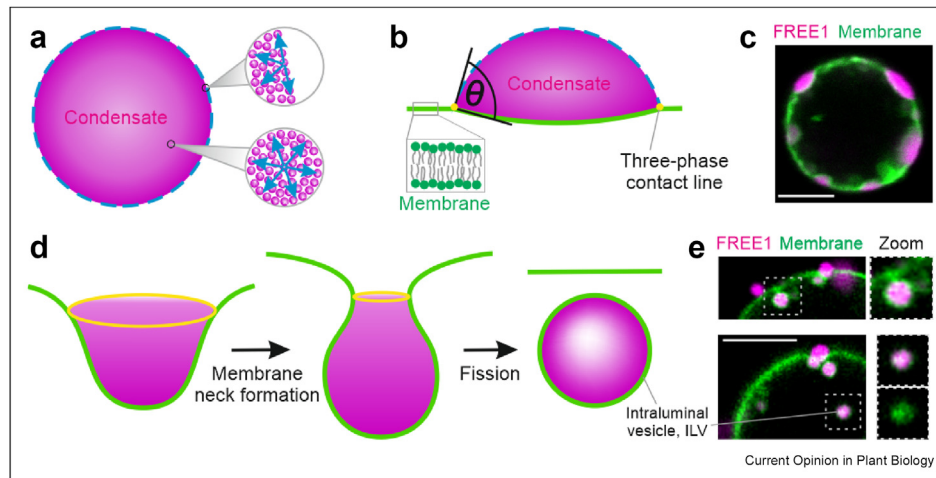 a
Condensate
b
θ
Condensate
Membrane
Three-phase
contact line
c
FREE1 Membrane
d
Membrane
neck formation
Fission
Intraluminal
vesicle, ILV
e
FREE1 Membrane Zoom
Current Opinion in Plant Biology